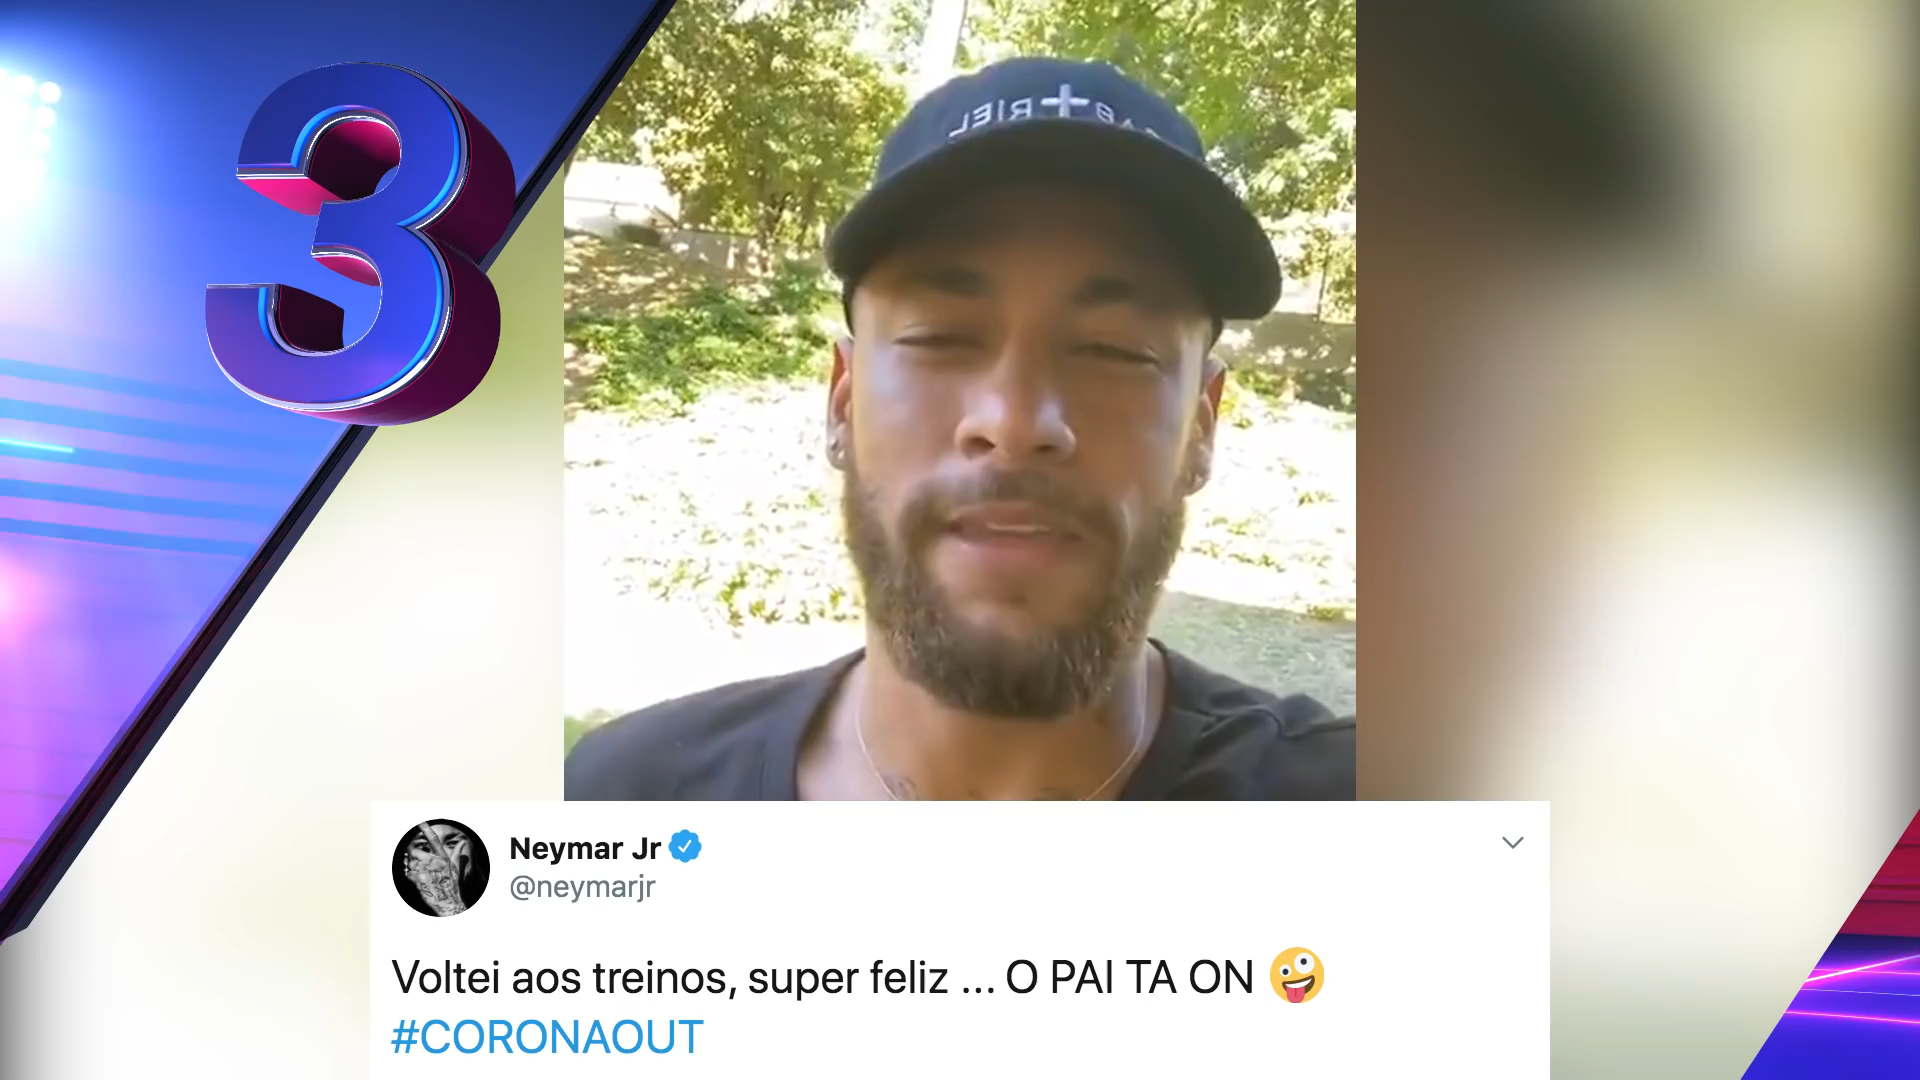 3
Neymar Jr
@neymarjr
Voltei aos treinos, super feliz ... O PAI TA ON 🤪
#CORONAOUT